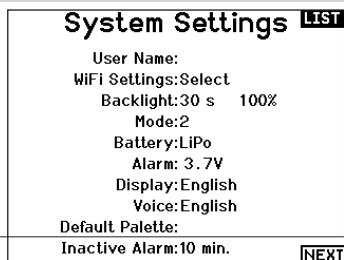 System Settings LIST
User Name:
WiFi Settings:Select
Backlight:30 s 100%
Mode:2
Battery:LiPo
Alarm: 3.7V
Display:English
Voice:English
Default Palette:
Inactive Alarm:10 min.
NEXT